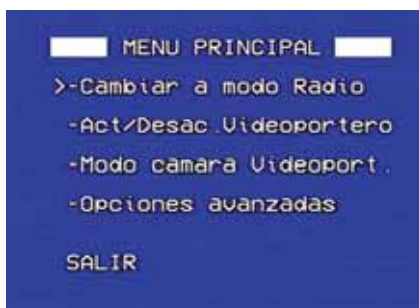 MENU PRINCIPAL
>-Cambiar a modo Radio
-Act/Desac.Videoportero
-Modo camara Videoport.
-Opciones avanzadas
SALIR